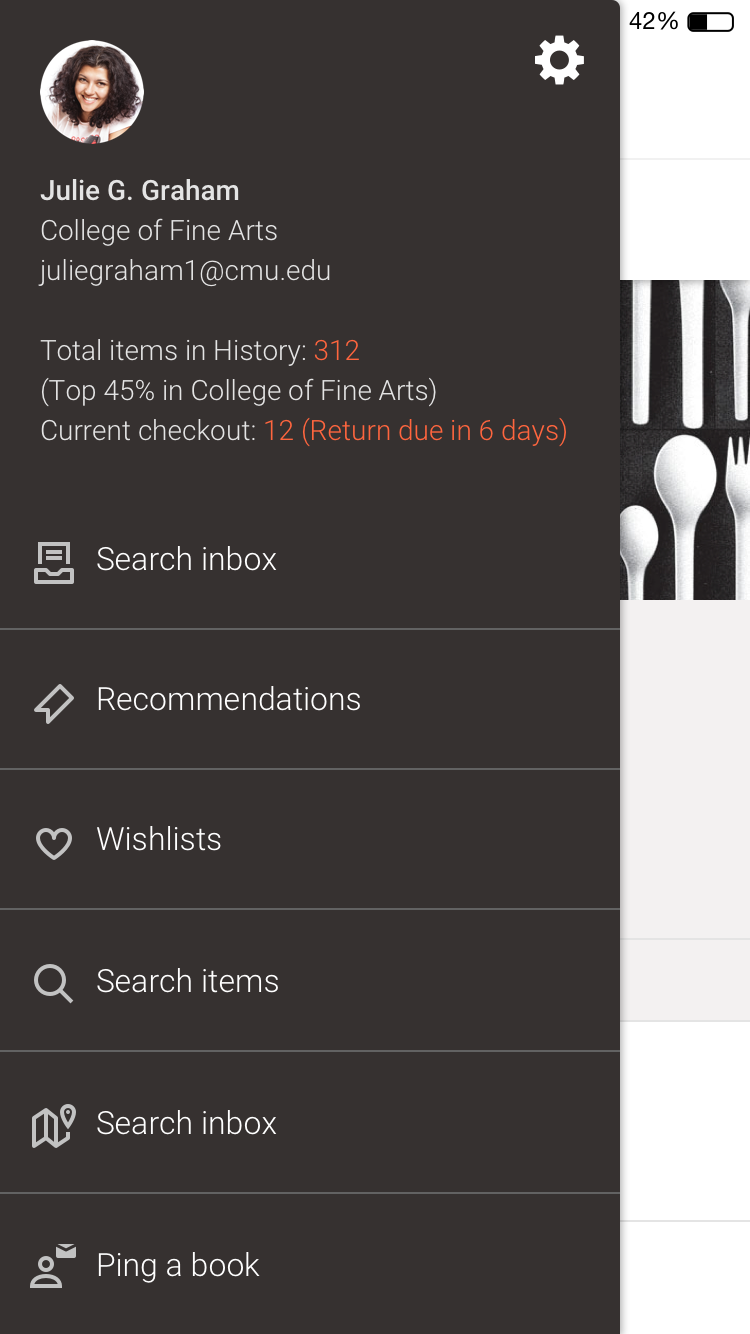 42%
Julie G. Graham
College of Fine Arts
juliegraham1@cmu.edu
Total items in History: 312
(Top 45% in College of Fine Arts)
Current checkout: 12 (Return due in 6 days)
Search inbox
Recommendations
Wishlists
Search items
Search inbox
Ping a book